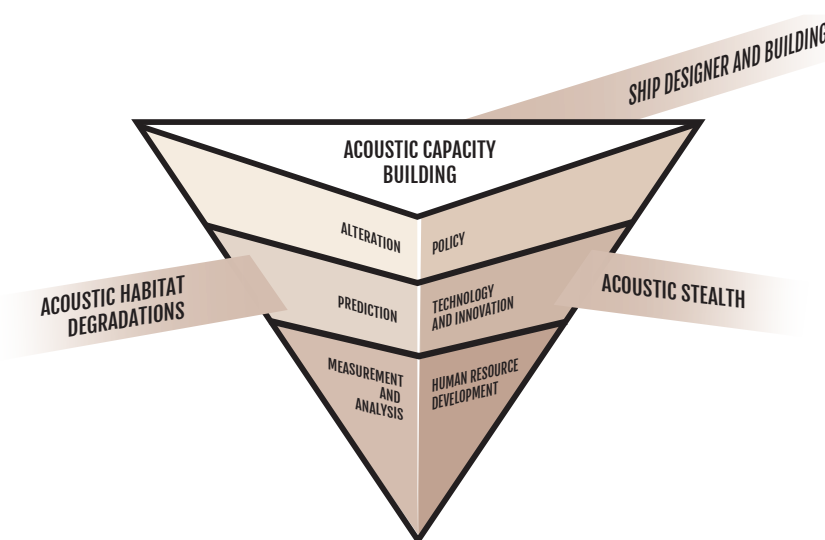 SHIP DESIGNER AND BUILDING
ACOUSTIC CAPACITY
BUILDING
ALTERATION
POLICY
ACOUSTIC HABITAT
DEGRADATIONS
PREDICTION
TECHNOLOGY
AND INNOVATION
ACOUSTIC STEALTH
MEASUREMENT
AND
ANALYSIS
HUMAN RESOURCE
DEVELOPMENT